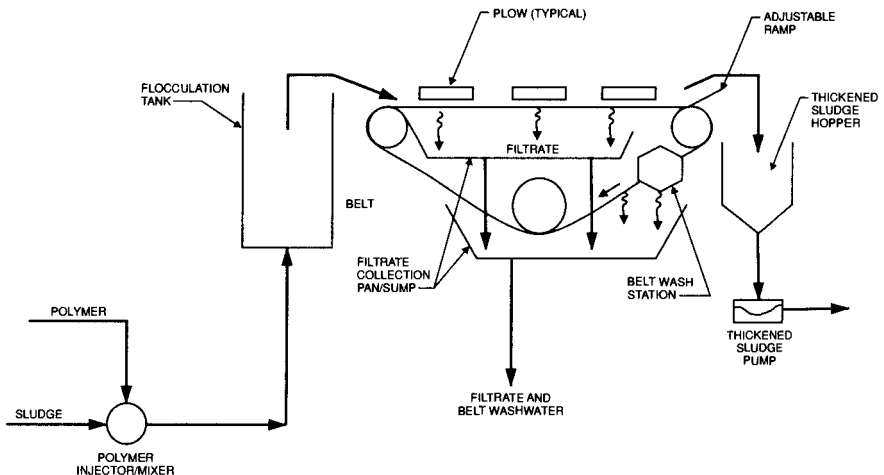 PLOW (TYPICAL)
ADJUSTABLE
RAMP
FLOCCULATION
TANK
THICKENED
SLUDGE
HOPPER
FILTRATE
BELT
FILTRATE
COLLECTION
PAN/SUMP
BELT WASH
STATION
POLYMER
THICKENED
SLUDGE
PUMP
FILTRATE AND
BELT WASHWATER
SLUDGE
POLYMER
INJECTOR/MIXER